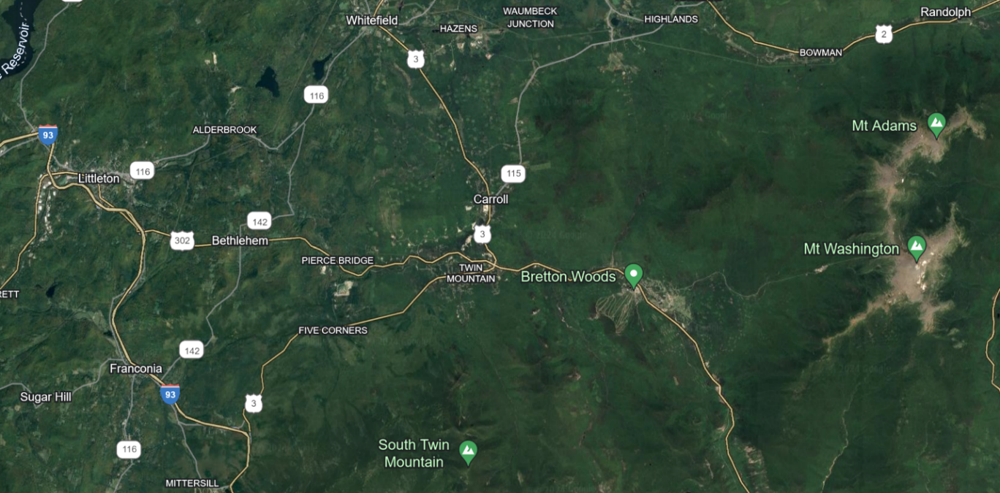 Whitefield
WAUMBECK
JUNCTION
HAZENS
HIGHLANDS
Randolph
2
BOWMAN
Reservoir
3
116
93
ALDERBROOK
Mt Adams
116
Littleton
115
Carroll
142
3
302
Bethlehem
Mt Washington
PIERCE BRIDGE
TWIN
MOUNTAIN
Bretton Woods
ETT
FIVE CORNERS
142
Franconia
93
Sugar Hill
3
116
South Twin
Mountain
MITTERSILL